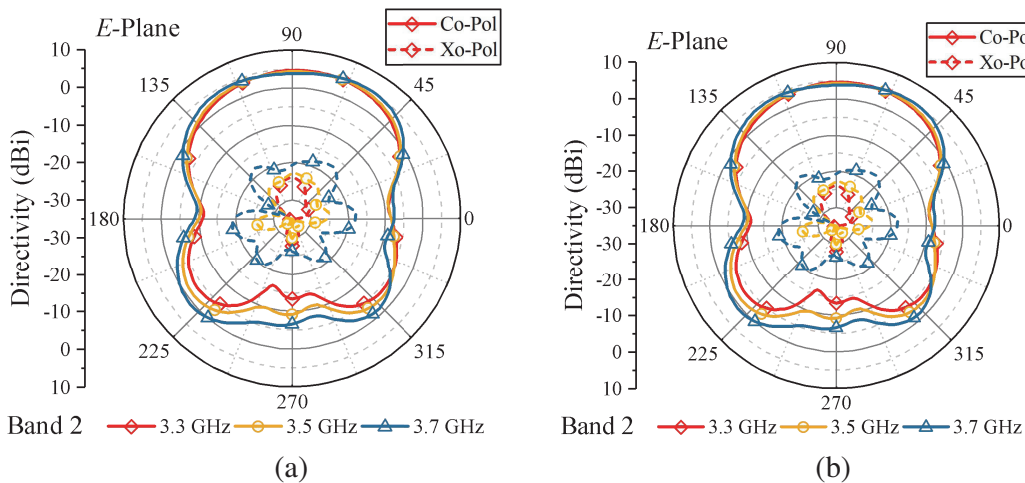 E-Plane
90
Co-Pol
Xo-Pol
135
45
Directivity (dBi)
10
0
-10
-20
-30
180
0
-30
-20
-10
0
10
225
315
270
Band 2
3.3 GHz
3.5 GHz
3.7 GHz
(a)
E-Plane
90
Co-Po
Xo-Po
135
45
Directivity (dBi)
10
0
-10
-20
-30
180
0
-30
-20
-10
0
10
225
315
270
Band 2
3.3 GHz
3.5 GHz
3.7 GHz
(b)